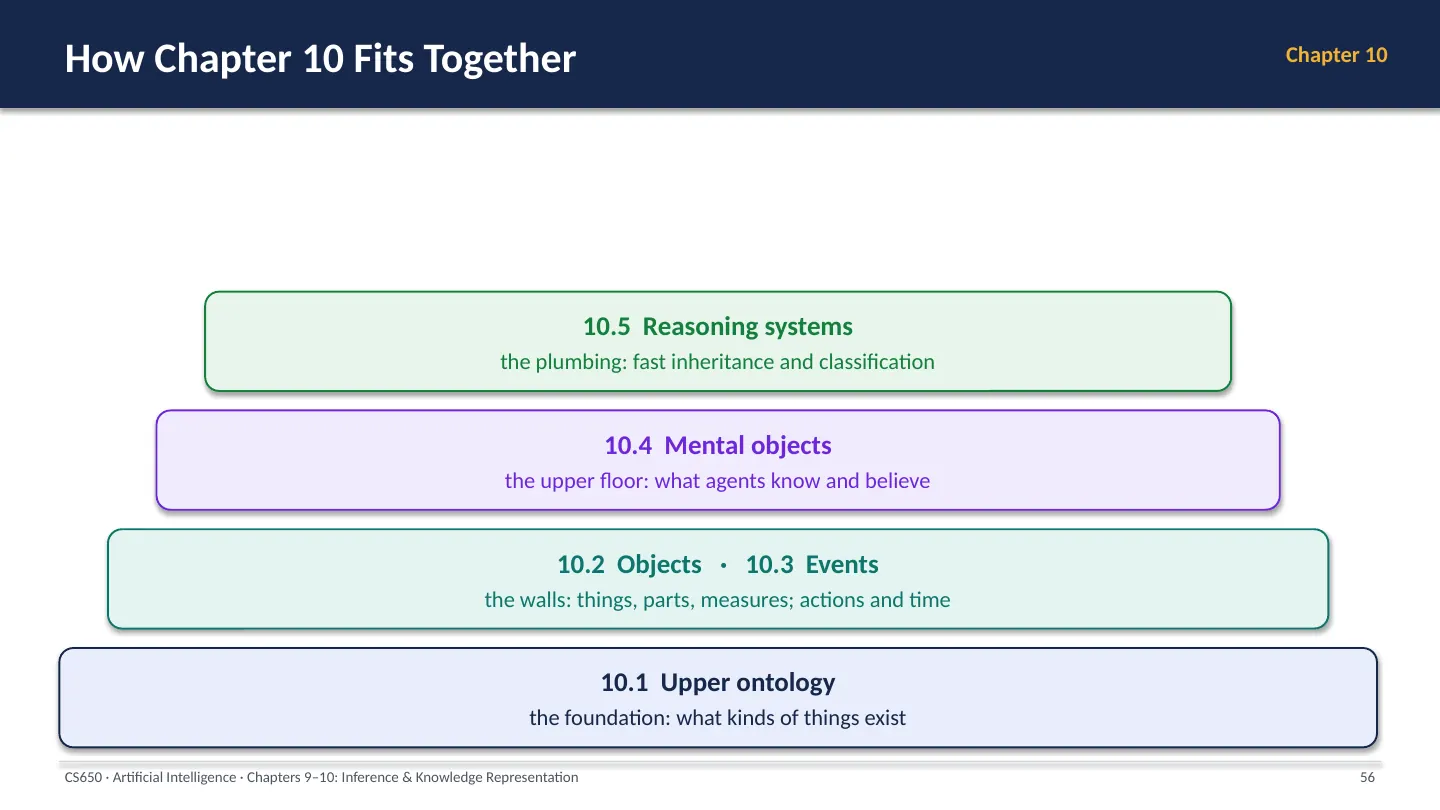 How Chapter 10 Fits Together
Chapter 10
10.5 Reasoning systems
the plumbing: fast inheritance and classification
10.4 Mental objects
the upper floor: what agents know and believe
10.2 Objects · 10.3 Events
the walls: things, parts, measures; actions and time
10.1 Upper ontology
the foundation: what kinds of things exist
CS650 · Artificial Intelligence · Chapters 9–10: Inference & Knowledge Representation
56